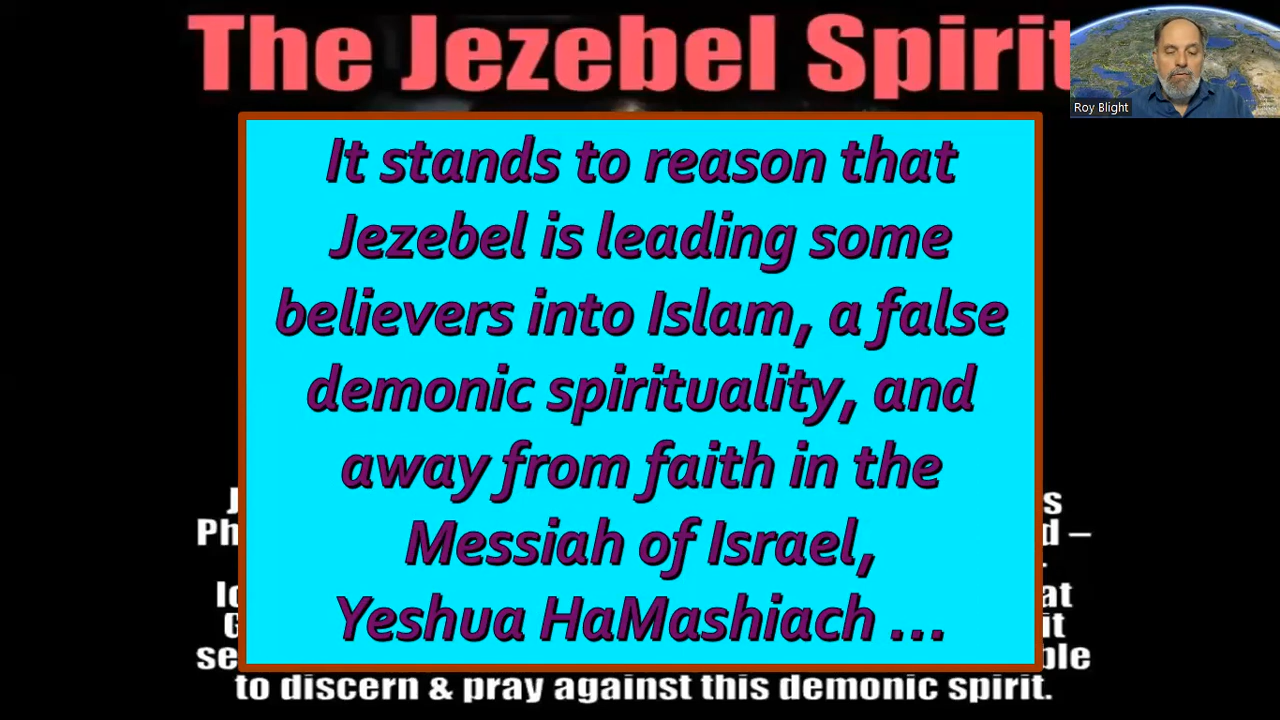 The Jezebel Spirit
Roy Blight
It stands to reason that
Jezebel is leading some
believers into Islam, a false
demonic spirituality, and
away from faith in the
Messiah of Israel,
Yeshua HaMashiach ...
to discern & pray against this demonic spirit.